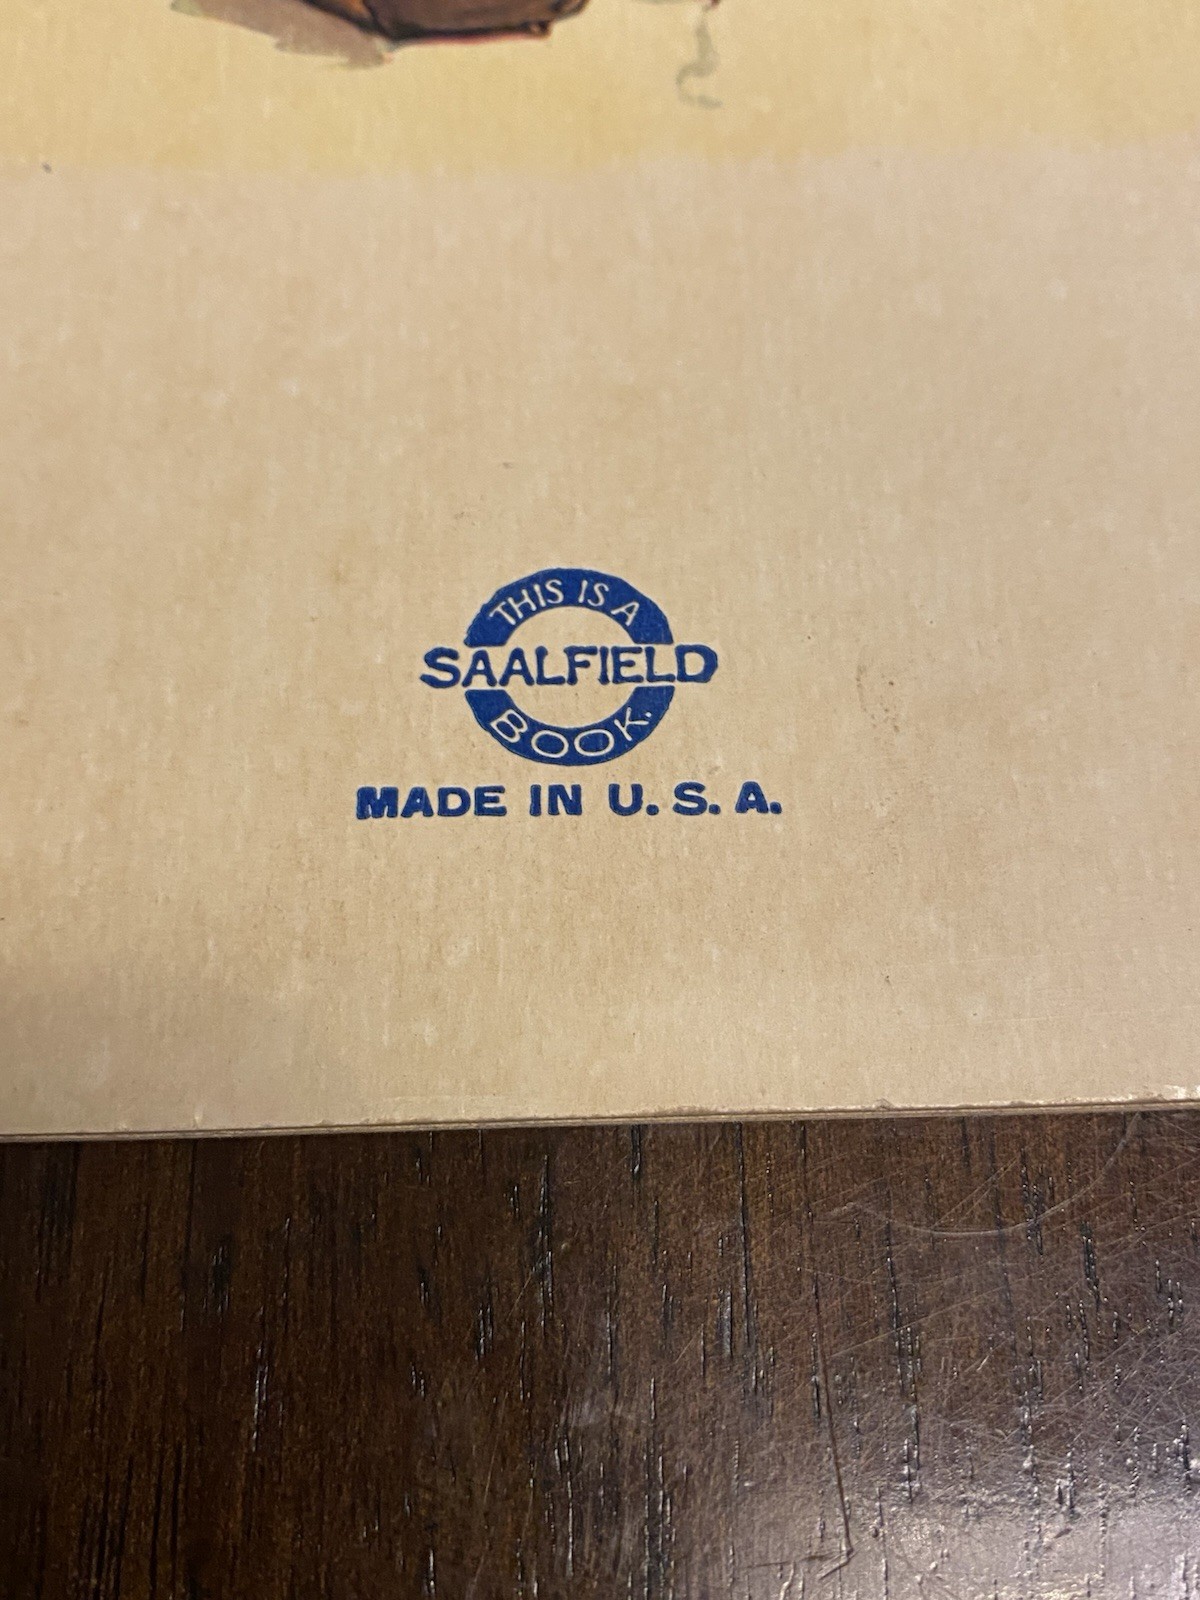 THIS IS A
SAALFIELD
BOOK.
MADE IN U. S. A.